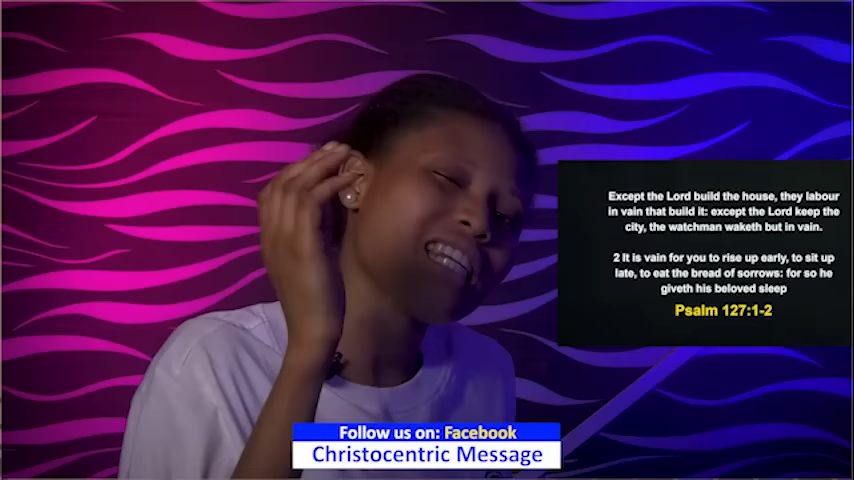 Except the Lord build the house, they labour
in vain that build it: except the Lord keep the
city, the watchman waketh but in vain.
2 It is vain for you to rise up early, to sit up
late, to eat the bread of sorrows: for so he
giveth his beloved sleep
Psalm 127:1-2
Follow us on: Facebook
Christocentric Message